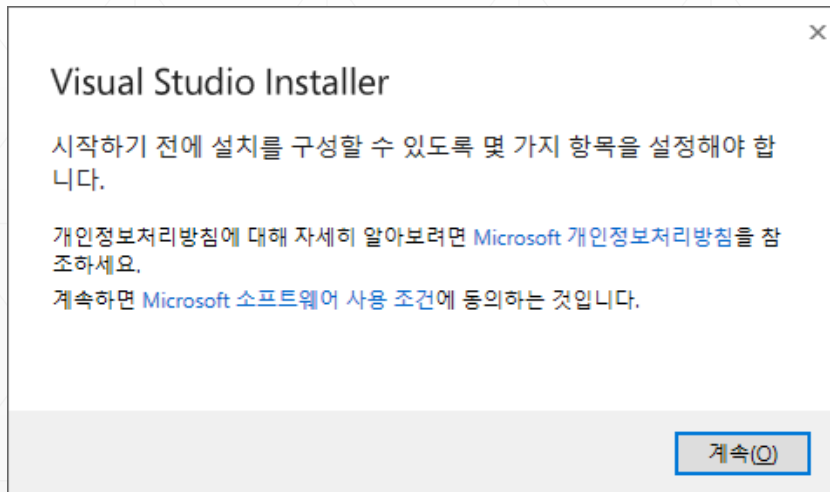 Visual Studio Installer
시작하기 전에 설치를 구성할 수 있도록 몇 가지 항목을 설정해야 합
니다.
개인정보처리방침에 대해 자세히 알아보려면 Microsoft 개인정보처리방침을 참
조하세요.
계속하면 Microsoft 소프트웨어 사용 조건에 동의하는 것입니다.
계속(O)